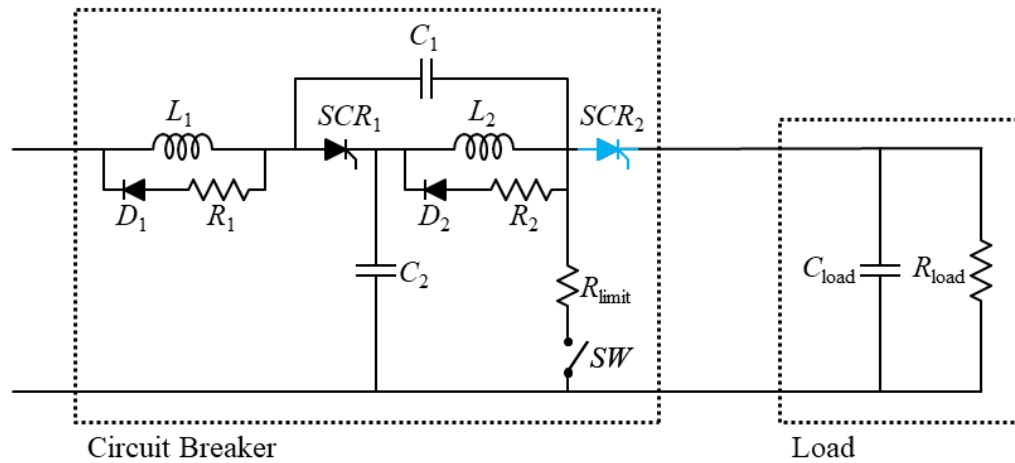 C1
L1
SCR1
L2
SCR2
D1
R1
D2
R2
C2
Rlimit
SW
Cload
Rload
Circuit Breaker
Load